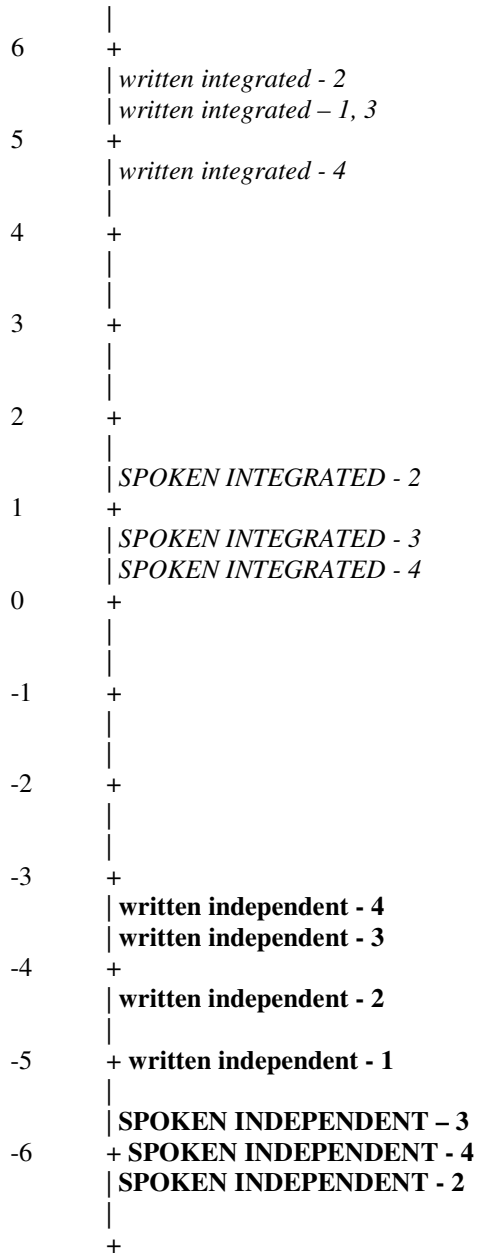 |
6 +
| written integrated - 2
| written integrated – 1, 3
5 +
| written integrated - 4
|
4 +
|
|
3 +
|
|
2 +
|
| SPOKEN INTEGRATED - 2
1 +
| SPOKEN INTEGRATED - 3
| SPOKEN INTEGRATED - 4
0 +
|
|
-1 +
|
|
-2 +
|
|
-3 +
| written independent - 4
| written independent - 3
-4 +
| written independent - 2
|
-5 + written independent - 1
|
| SPOKEN INDEPENDENT – 3
-6 + SPOKEN INDEPENDENT - 4
| SPOKEN INDEPENDENT - 2
|
+